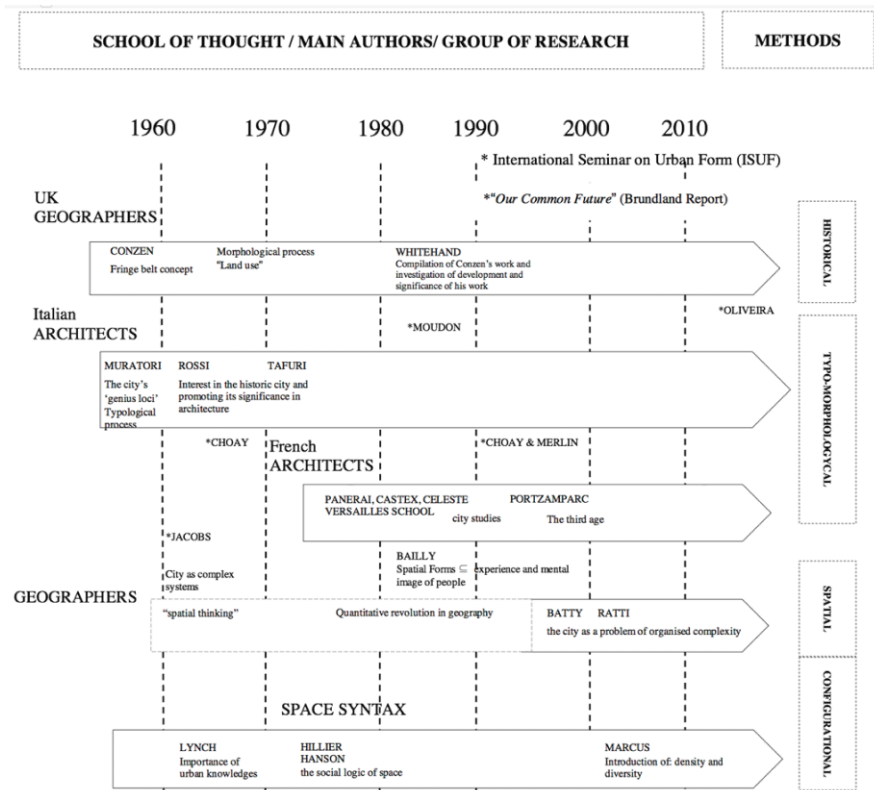 SCHOOL OF THOUGHT / MAIN AUTHORS/ GROUP OF RESEARCH
METHODS
1960
1970
1980
1990
2000
2010
* International Seminar on Urban Form (ISUF)
*"Our Common Future" (Brundland Report)
UK
GEOGRAPHERS
HISTORICAL
CONZEN
Fringe belt concept
Morphological process
"Land use"
WHITEHAND
Compilation of Conzen's work and
investigation of development and
significance of his work
Italian
ARCHITECTS
*MOUDON
*OLIVEIRA
TYPO-MORPHOLOGYCAL
MURATORI
The city's
'genius loci'
Typological
process
ROSSI
TAFURI
Interest in the historic city and
promoting its significance in
architecture
*CHOAY
French
ARCHITECTS
*CHOAY & MERLIN
PANERAI, CASTEX, CELESTE
VERSAILLES SCHOOL
city studies
PORTZAMPARC
The third age
*JACOBS
City as complex
systems
BAILLY
Spatial Forms ⊆ experience and mental
image of people
GEOGRAPHERS
SPATIAL
"spatial thinking"
Quantitative revolution in geography
BATTY
RATTI
the city as a problem of organised complexity
SPACE SYNTAX
CONFIGURATIONAL
LYNCH
Importance of
urban knowledges
HILLIER
HANSON
the social logic of space
MARCUS
Introduction of: density and
diversity